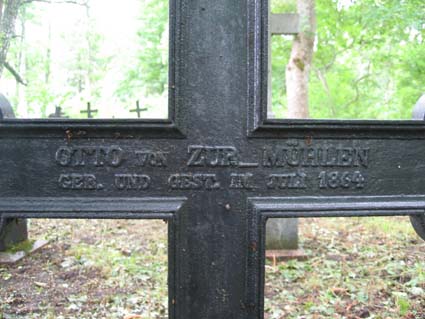 OTTO von ZUR MÜHLEN
GEB. UND GEST. IM JULI 1864